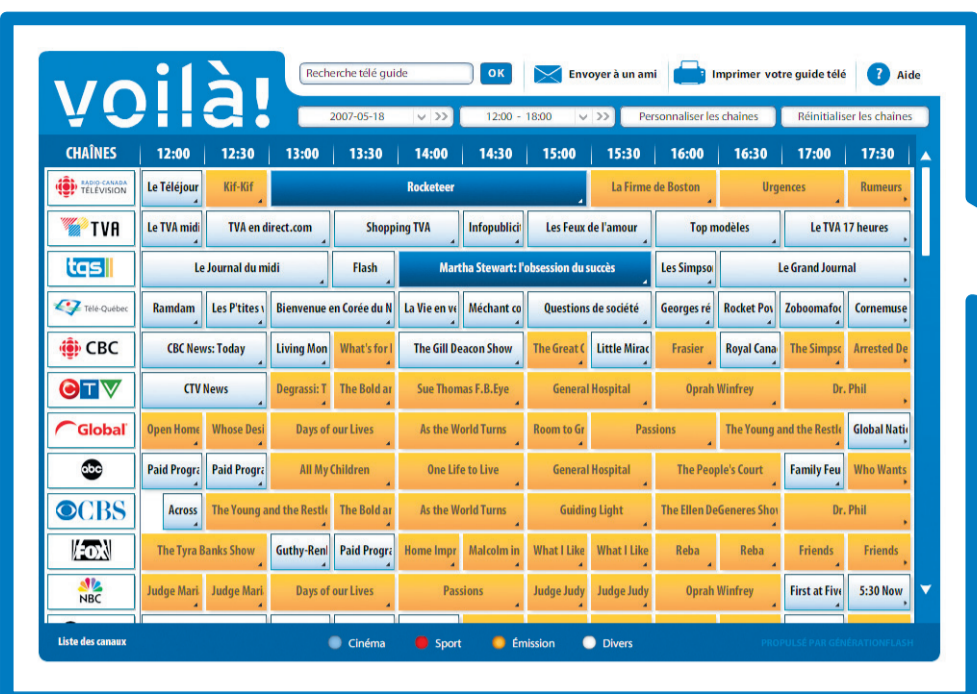 voilà!
Recherche télé guide OK Envoyer à un ami Imprimer votre guide télé ? Aide
2007-05-18 >> 12:00 - 18:00 >> Personnaliser les chaînes Réinitialiser les chaînes
CHAÎNES 12:00 12:30 13:00 13:30 14:00 14:30 15:00 15:30 16:00 16:30 17:00 17:30
RADIO-CANADA TÉLÉVISION Le Téléjour Kif-Kif Rocketeer La Firme de Boston Urgences Rumeurs
TVA Le TVA midi TVA en direct.com Shopping TVA Infopublicit Les Feux de l'amour Top modèles Le TVA 17 heures
tqs Le Journal du midi Flash Martha Stewart: l'obsession du succès Les Simpso Le Grand Journal
Télé-Québec Ramdam Les P'tites v Bienvenue en Corée du N La Vie en ve Méchant co Questions de société Georges ré Rocket Pow Zoboomafoo Cornemuse
CBC CBC News: Today Living Mon What's for l The Gill Deacon Show The Great C Little Mirac Frasier Royal Cana The Simpso Arrested De
CTV CTV News Degrassi: T The Bold an Sue Thomas F.B.Eye General Hospital Oprah Winfrey Dr. Phil
Global Open Home Whose Desi Days of our Lives As the World Turns Room to Gr Passions The Young and the Restle Global Natio
abc Paid Progra Paid Progra All My Children One Life to Live General Hospital The People's Court Family Feu Who Wants
CBS Across The Young and the Restle The Bold an As the World Turns Guiding Light The Ellen DeGeneres Show Dr. Phil
FOX The Tyra Banks Show Guthy-Renl Paid Progra Home Impr Malcolm in What I Like What I Like Reba Reba Friends Friends
NBC Judge Mari Judge Mari Days of our Lives Passions Judge Judy Judge Judy Oprah Winfrey First at Five 5:30 Now
Liste des canaux Cinéma Sport Émission Divers PROPULSÉ PAR GÉNÉRATIONFLASH